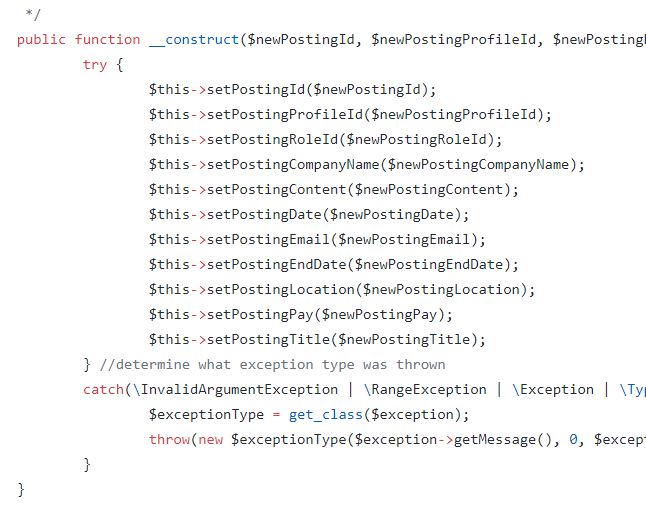 */
public function __construct($newPostingId, $newPostingProfileId, $newPosting
try {
$this->setPostingId($newPostingId);
$this->setPostingProfileId($newPostingProfileId);
$this->setPostingRoleId($newPostingRoleId);
$this->setPostingCompanyName($newPostingCompanyName);
$this->setPostingContent($newPostingContent);
$this->setPostingDate($newPostingDate);
$this->setPostingEmail($newPostingEmail);
$this->setPostingEndDate($newPostingEndDate);
$this->setPostingLocation($newPostingLocation);
$this->setPostingPay($newPostingPay);
$this->setPostingTitle($newPostingTitle);
} //determine what exception type was thrown
catch(\InvalidArgumentException | \RangeException | \Exception | \Ty
$exceptionType = get_class($exception);
throw(new $exceptionType($exception->getMessage(), 0, $excep
}
}